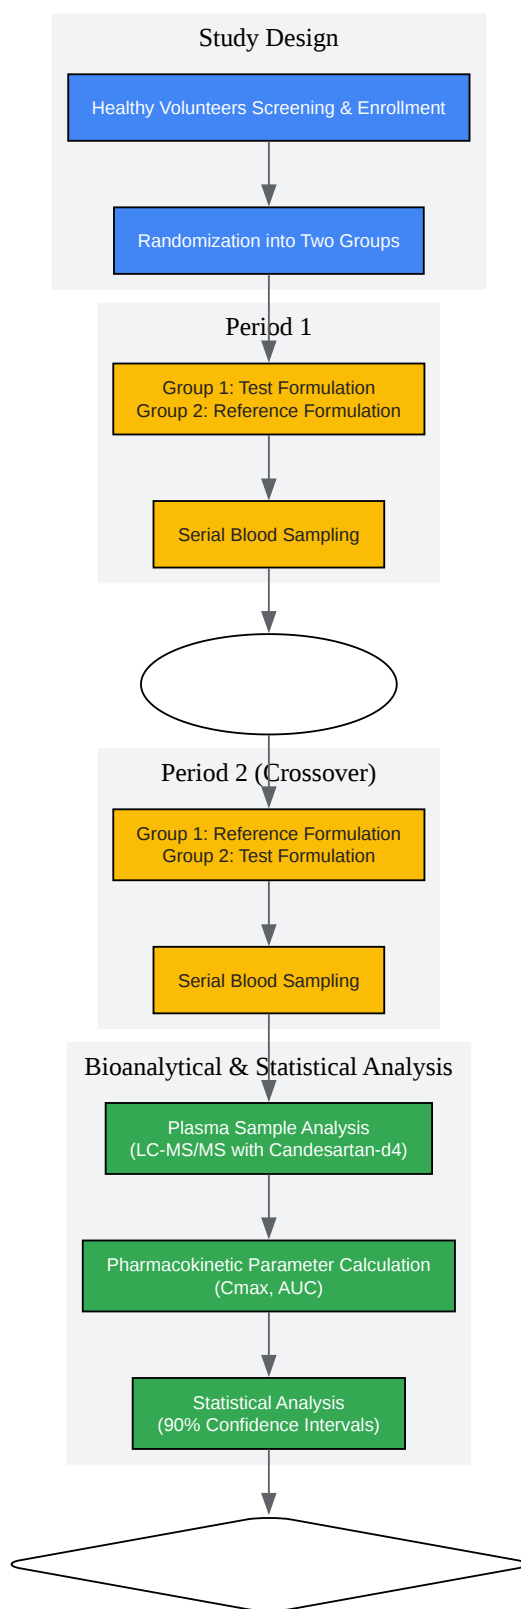 Study Design
Healthy Volunteers Screening & Enrollment
Randomization into Two Groups
Period 1
Group 1: Test Formulation
Group 2: Reference Formulation
Serial Blood Sampling
Period 2 (Crossover)
Group 1: Reference Formulation
Group 2: Test Formulation
Serial Blood Sampling
Bioanalytical & Statistical Analysis
Plasma Sample Analysis
(LC-MS/MS with Candesartan-d4)
Pharmacokinetic Parameter Calculation
(Cmax, AUC)
Statistical Analysis
(90% Confidence Intervals)